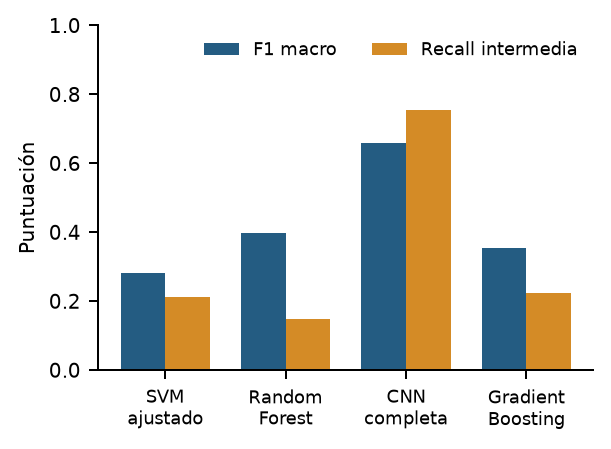 F1 macro
Recall intermedia
Puntuación
1.0
0.8
0.6
0.4
0.2
0.0
SVM
ajustado
Random
Forest
CNN
completa
Gradient
Boosting